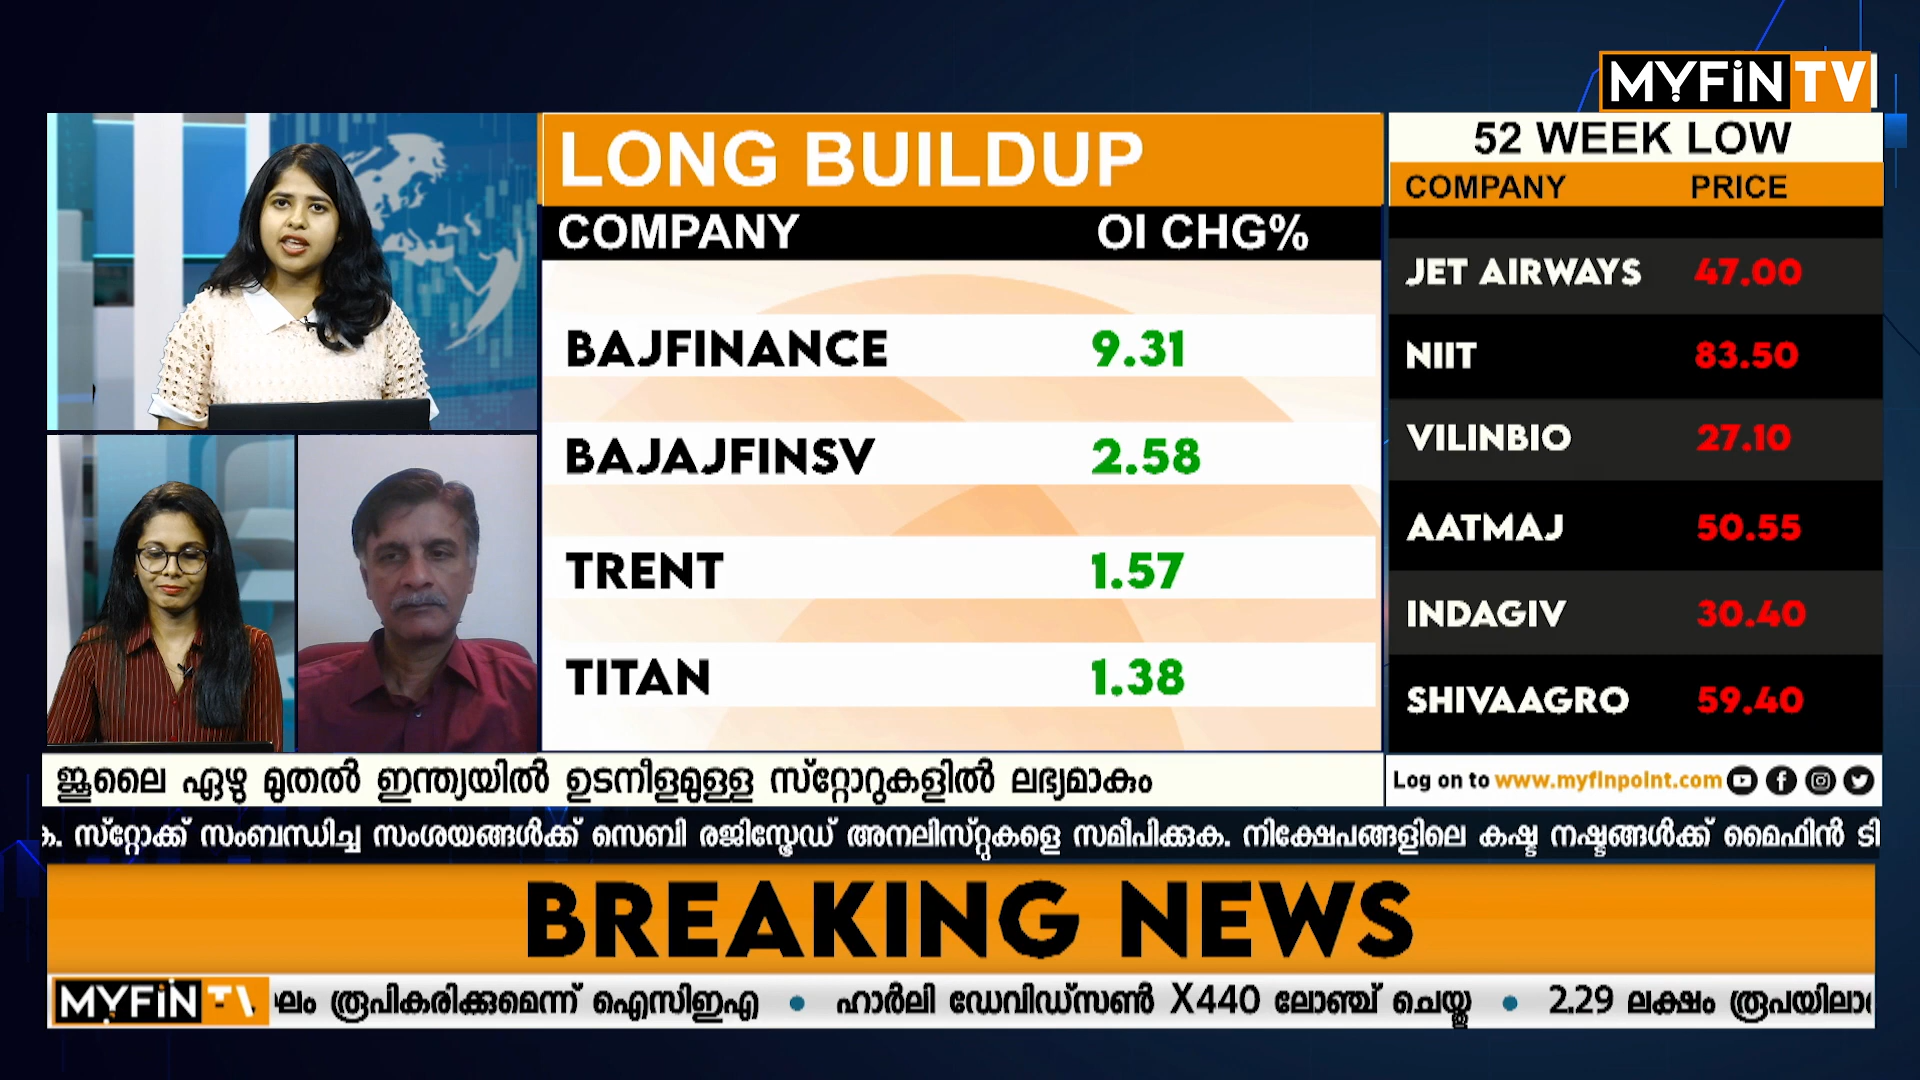 MYFiNTV
LONG BUILDUP
COMPANY OI CHG%
BAJFINANCE 9.31
BAJAJFINSV 2.58
TRENT 1.57
TITAN 1.38
52 WEEK LOW
COMPANY PRICE
JET AIRWAYS 47.00
NIIT 83.50
VILINBIO 27.10
AATMAJ 50.55
INDAGIV 30.40
SHIVAAGRO 59.40
ജൂലൈ ഏഴു മുതൽ ഇന്ത്യയിൽ ഉടനീളമുള്ള സ്റ്റോറുകളിൽ ലഭ്യമാകും
Log on to www.myfinpoint.com
സ്റ്റോക്ക് സംബന്ധിച്ച സംശയങ്ങൾക്ക് സെബി രജിസ്ട്രേഡ് അനലിസ്റ്റുകളെ സമീപിക്കുക. നിക്ഷേപങ്ങളിലെ കഷ്ട നഷ്ടങ്ങൾക്ക് മൈഫിൻ ടി
BREAKING NEWS
MYFiN രൂപികരിക്കുമെന്ന് ഐസിഇഎ • ഹാർലി ഡേവിഡ്സൺ X440 ലോഞ്ച് ചെയ്തു • 2.29 ലക്ഷം